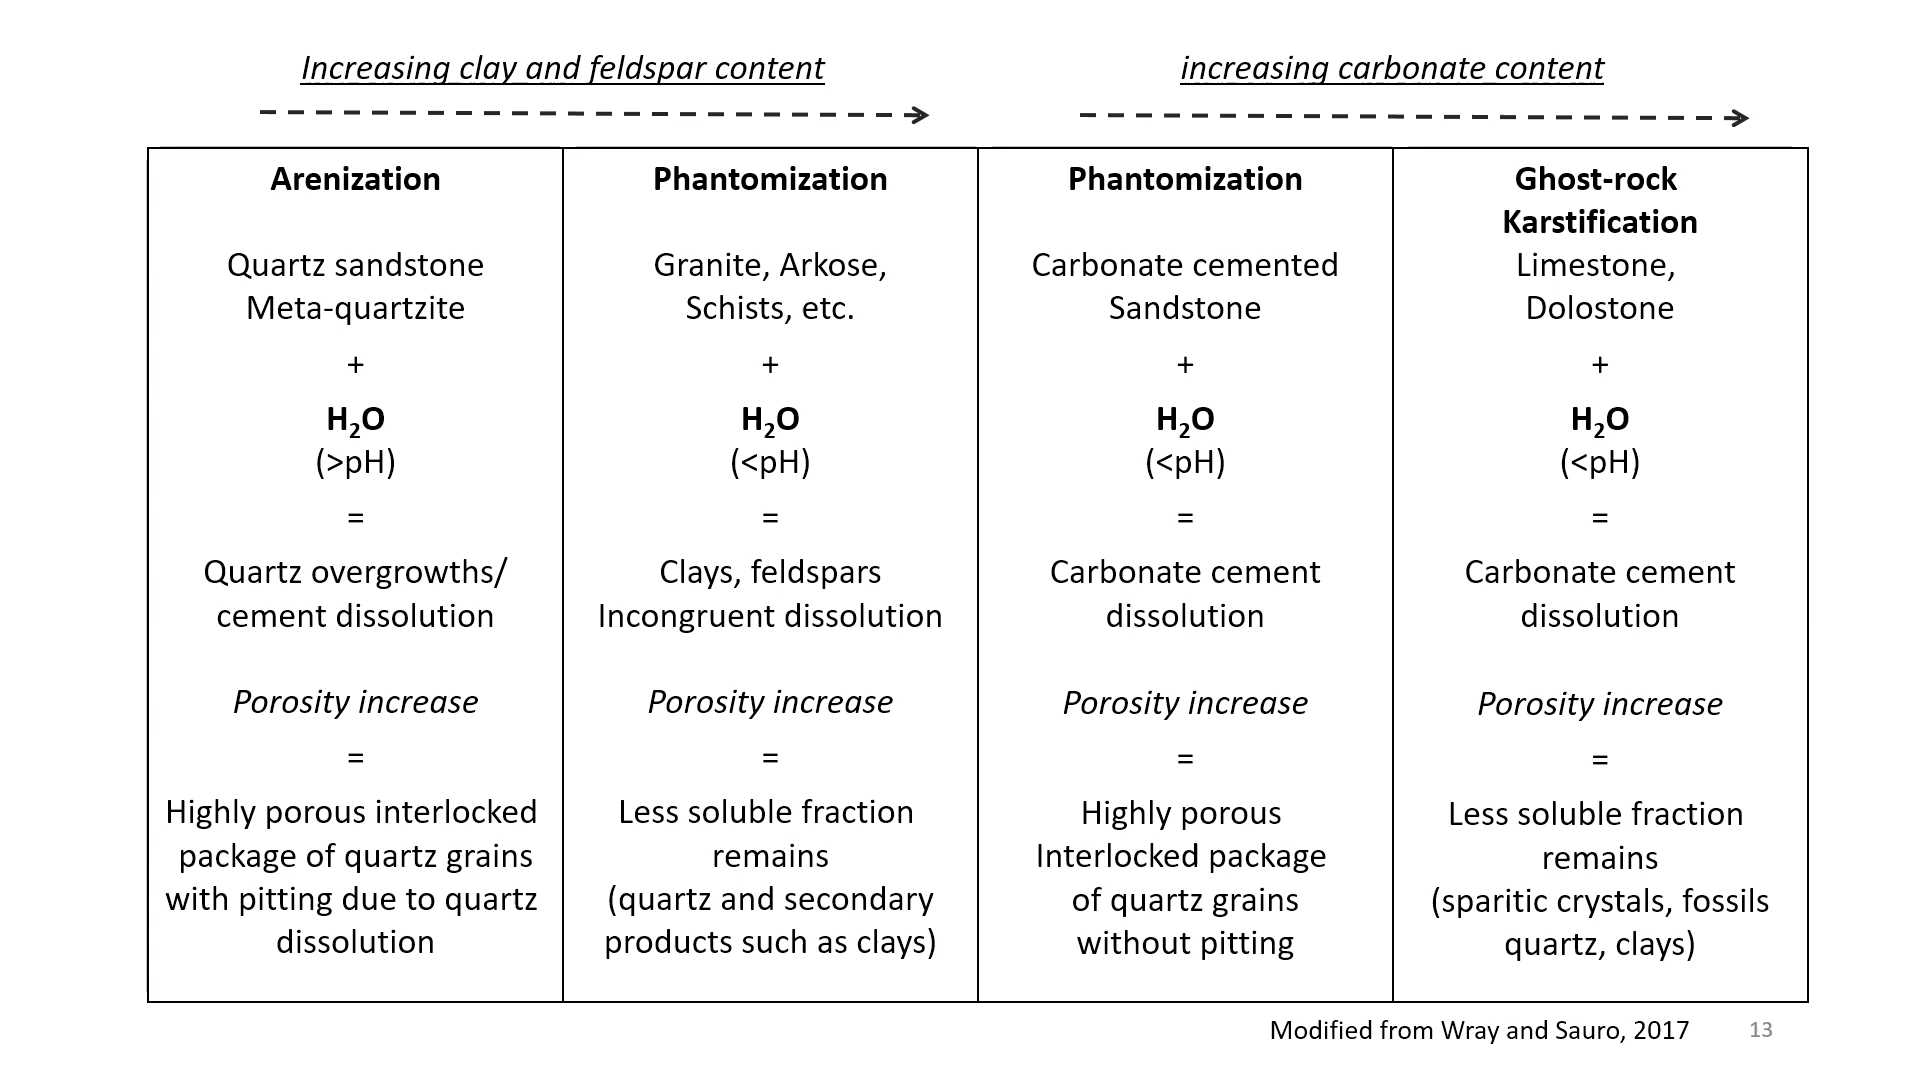 Increasing clay and feldspar content
increasing carbonate content
Arenization
Quartz sandstone
Meta-quartzite
+
H₂O
(>pH)
=
Quartz overgrowths/
cement dissolution
Porosity increase
=
Highly porous interlocked
package of quartz grains
with pitting due to quartz
dissolution
Phantomization
Granite, Arkose,
Schists, etc.
+
H₂O
(<pH)
=
Clays, feldspars
Incongruent dissolution
Porosity increase
=
Less soluble fraction
remains
(quartz and secondary
products such as clays)
Phantomization
Carbonate cemented
Sandstone
+
H₂O
(<pH)
=
Carbonate cement
dissolution
Porosity increase
=
Highly porous
Interlocked package
of quartz grains
without pitting
Ghost-rock
Karstification
Limestone,
Dolostone
+
H₂O
(<pH)
=
Carbonate cement
dissolution
Porosity increase
=
Less soluble fraction
remains
(sparitic crystals, fossils
quartz, clays)
Modified from Wray and Sauro, 2017
13